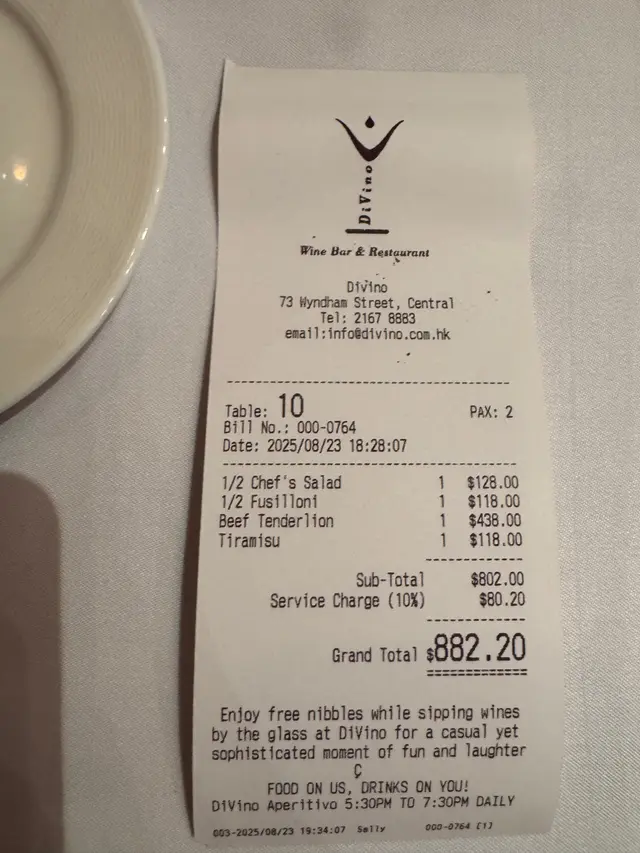 DiVino
Wine Bar & Restaurant
Divino
73 Wyndham Street, Central
Tel: 2167 8883
email:info@divino.com.hk
Table: 10 PAX: 2
Bill No.: 000-0764
Date: 2025/08/23 18:28:07
1/2 Chef's Salad 1 $128.00
1/2 Fusilloni 1 $118.00
Beef Tenderlion 1 $438.00
Tiramisu 1 $118.00
Sub-Total $802.00
Service Charge (10%) $80.20
Grand Total $882.20
Enjoy free nibbles while sipping wines
by the glass at DiVino for a casual yet
sophisticated moment of fun and laughter
Ç
FOOD ON US, DRINKS ON YOU!
DiVino Aperitivo 5:30PM TO 7:30PM DAILY
003-2025/08/23 19:34:07 Selly 000-0764 [1]